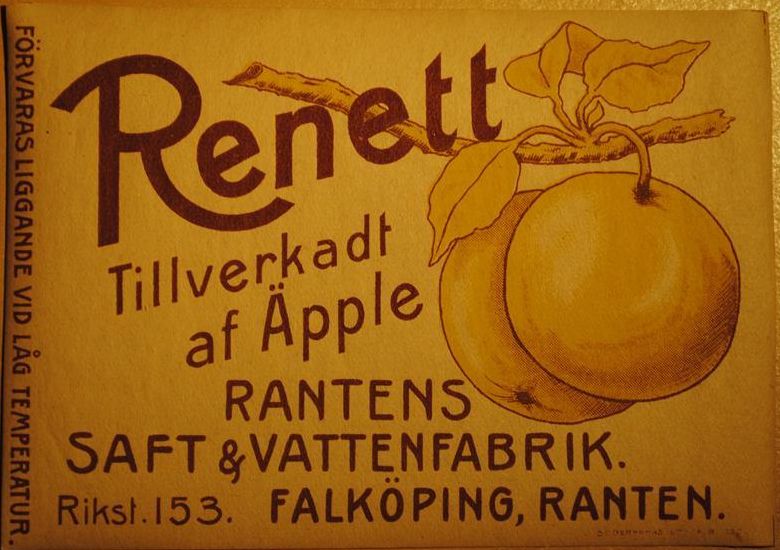 FÖRVARAS LIGGANDE VID LÅG TEMPERATUR.
Renett
Tillverkadt
af Äpple
RANTENS
SAFT & VATTENFABRIK.
Rikst. 153. FALKÖPING, RANTEN.